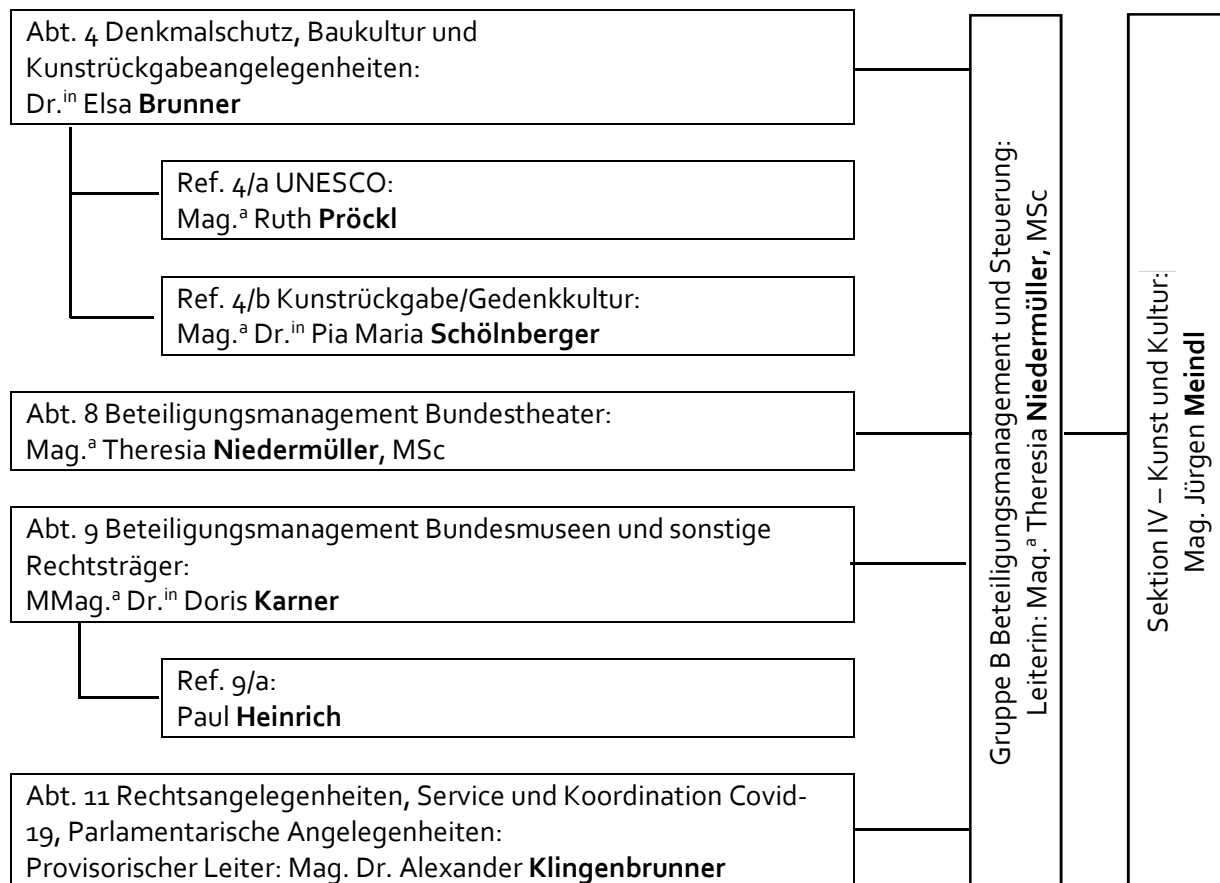 Abt. 4 Denkmalschutz, Baukultur und
Kunstrückgabeangelegenheiten:
Dr.in Elsa Brunner
Ref. 4/a UNESCO:
Mag.a Ruth Pröckl
Ref. 4/b Kunstrückgabe/Gedenkkultur:
Mag.a Dr.in Pia Maria Schölnberger
Abt. 8 Beteiligungsmanagement Bundestheater:
Mag.a Theresia Niedermüller, MSc
Abt. 9 Beteiligungsmanagement Bundesmuseen und sonstige
Rechtsträger:
MMag.a Dr.in Doris Karner
Ref. 9/a:
Paul Heinrich
Abt. 11 Rechtsangelegenheiten, Service und Koordination Covid-
19, Parlamentarische Angelegenheiten:
Provisorischer Leiter: Mag. Dr. Alexander Klingenbrunner
Gruppe B Beteiligungsmanagement und Steuerung:
Leiterin: Mag.a Theresia Niedermüller, MSc
Sektion IV – Kunst und Kultur:
Mag. Jürgen Meindl